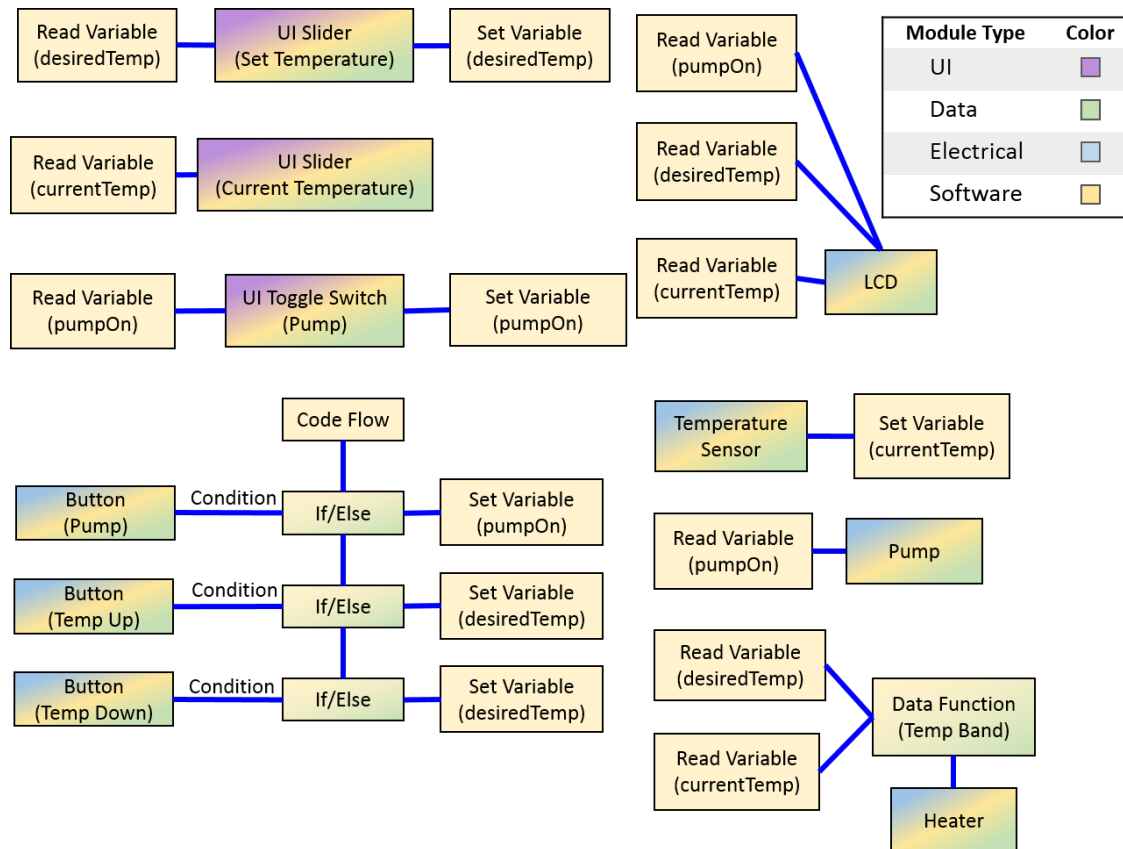 Read Variable
(desiredTemp)
UI Slider
(Set Temperature)
Set Variable
(desiredTemp)
Read Variable
(currentTemp)
UI Slider
(Current Temperature)
Read Variable
(pumpOn)
UI Toggle Switch
(Pump)
Set Variable
(pumpOn)
Read Variable
(pumpOn)
Read Variable
(desiredTemp)
Read Variable
(currentTemp)
LCD
Module Type Color
UI
Data
Electrical
Software
Code Flow
Button
(Pump)
Condition
If/Else
Set Variable
(pumpOn)
Button
(Temp Up)
Condition
If/Else
Set Variable
(desiredTemp)
Button
(Temp Down)
Condition
If/Else
Set Variable
(desiredTemp)
Temperature
Sensor
Set Variable
(currentTemp)
Read Variable
(pumpOn)
Pump
Read Variable
(desiredTemp)
Read Variable
(currentTemp)
Data Function
(Temp Band)
Heater